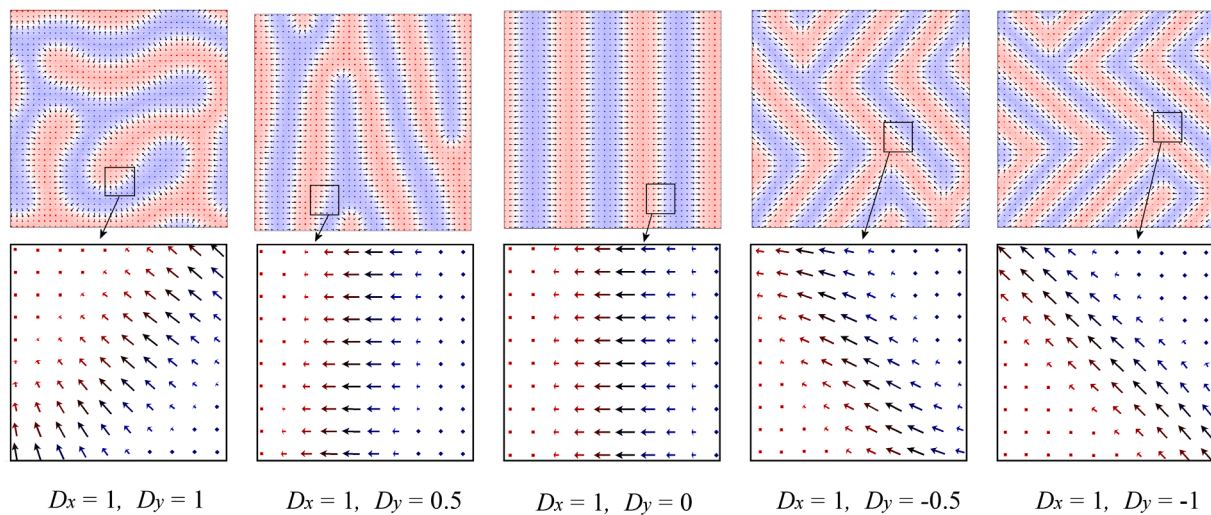 Dx = 1, Dy = 1
Dx = 1, Dy = 0.5
Dx = 1, Dy = 0
Dx = 1, Dy = -0.5
Dx = 1, Dy = -1